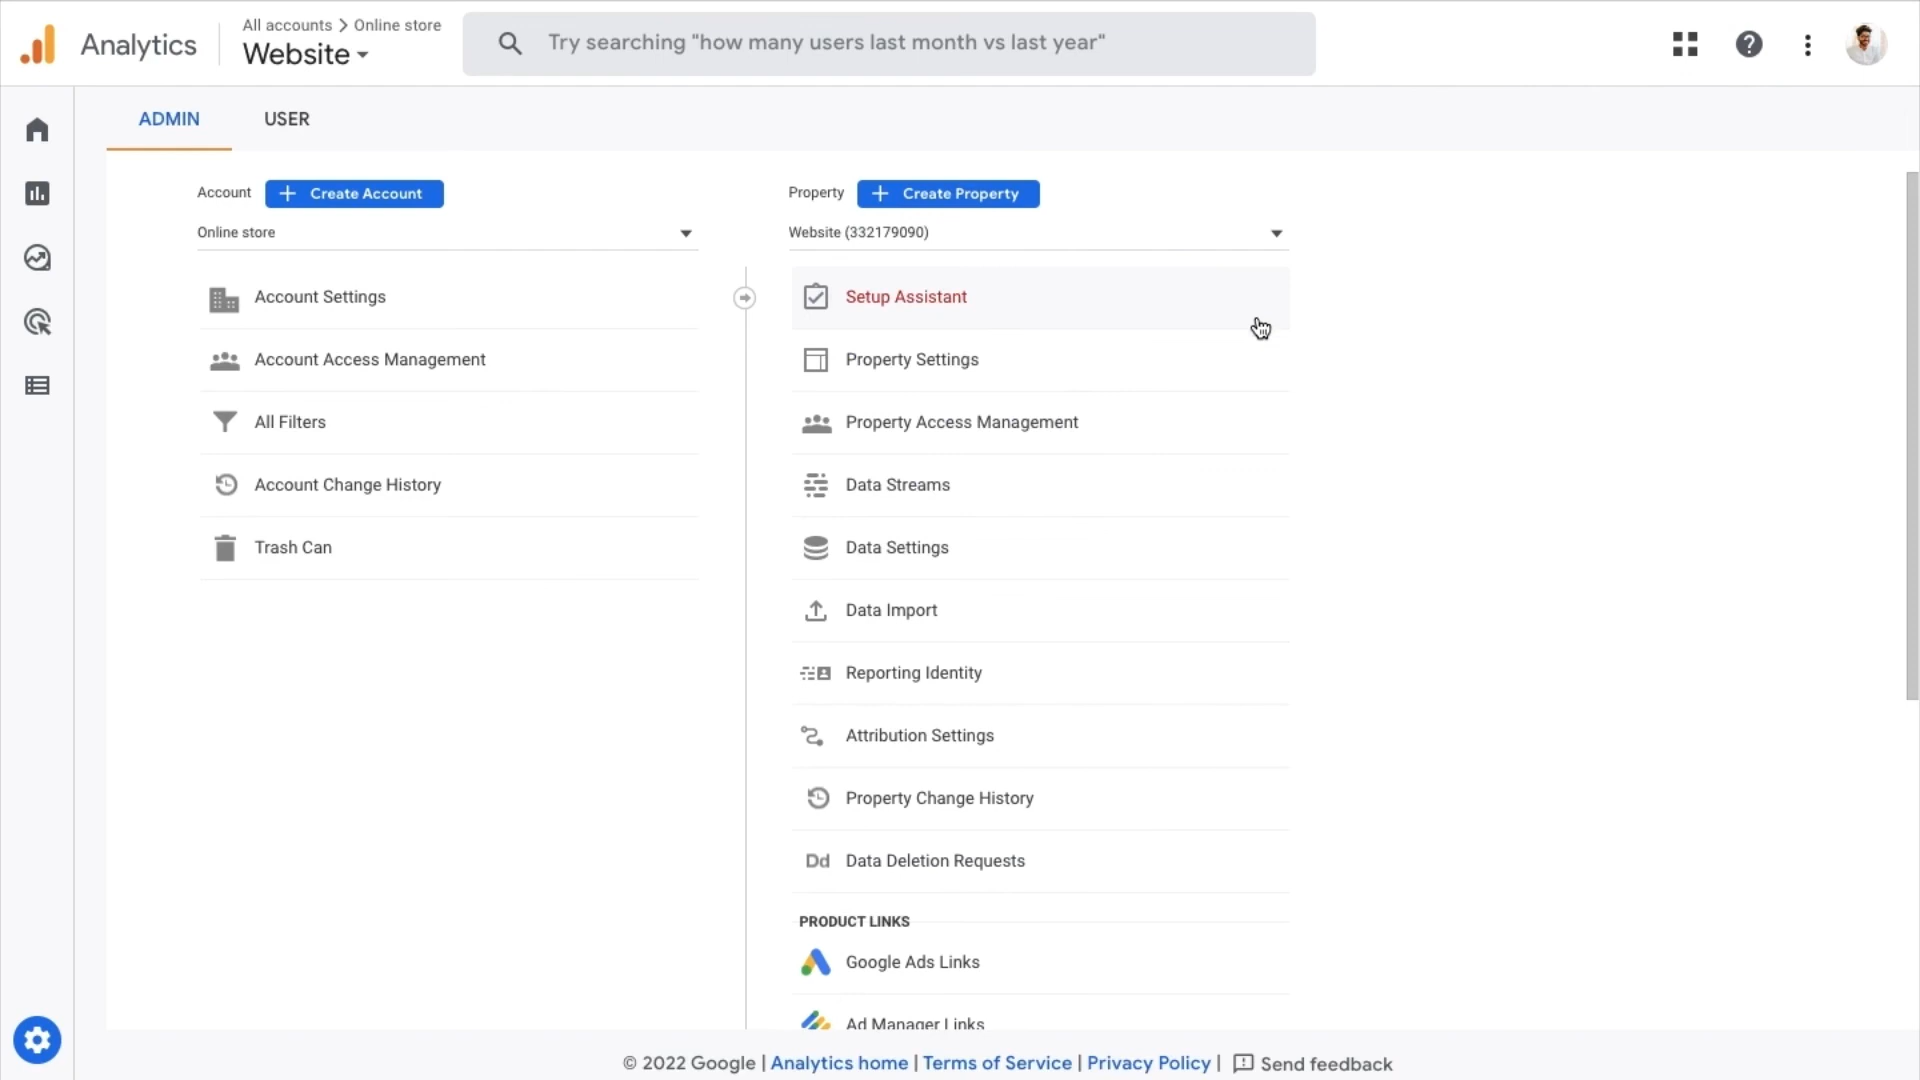 Analytics
All accounts > Online store
Website
Try searching "how many users last month vs last year"
ADMIN
USER
Account
Create Account
Online store
Account Settings
Account Access Management
All Filters
Account Change History
Trash Can
Property
Create Property
Website (332179090)
Setup Assistant
Property Settings
Property Access Management
Data Streams
Data Settings
Data Import
Reporting Identity
Attribution Settings
Property Change History
Dd Data Deletion Requests
PRODUCT LINKS
Google Ads Links
Ad Manager Links
© 2022 Google | Analytics home | Terms of Service | Privacy Policy | Send feedback